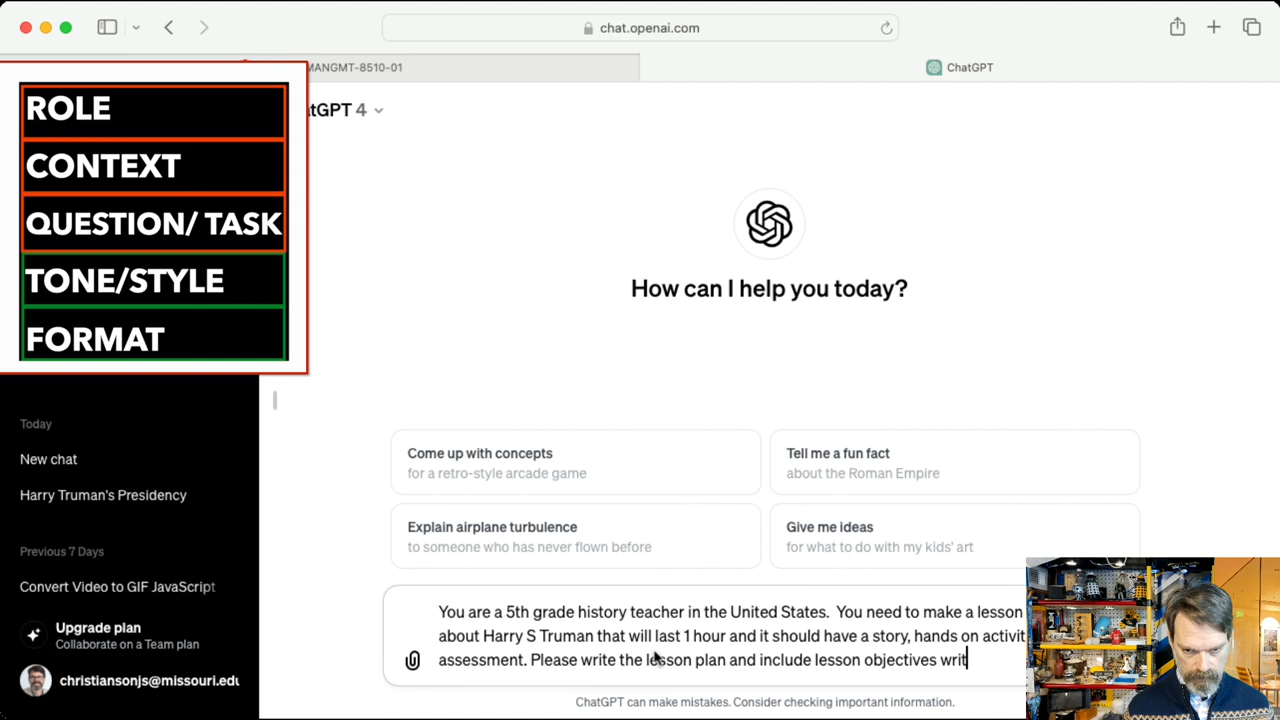 chat.openai.com
MANGMT-8510-01
ChatGPT
ROLE
CONTEXT
QUESTION/ TASK
TONE/STYLE
FORMAT
tGPT 4
How can I help you today?
Today
New chat
Harry Truman's Presidency
Previous 7 Days
Convert Video to GIF JavaScript
Upgrade plan
Collaborate on a Team plan
christiansonjs@missouri.edu
Come up with concepts
for a retro-style arcade game
Tell me a fun fact
about the Roman Empire
Explain airplane turbulence
to someone who has never flown before
Give me ideas
for what to do with my kids' art
You are a 5th grade history teacher in the United States.  You need to make a lesson
about Harry S Truman that will last 1 hour and it should have a story, hands on activit
assessment. Please write the lesson plan and include lesson objectives writ
ChatGPT can make mistakes. Consider checking important information.